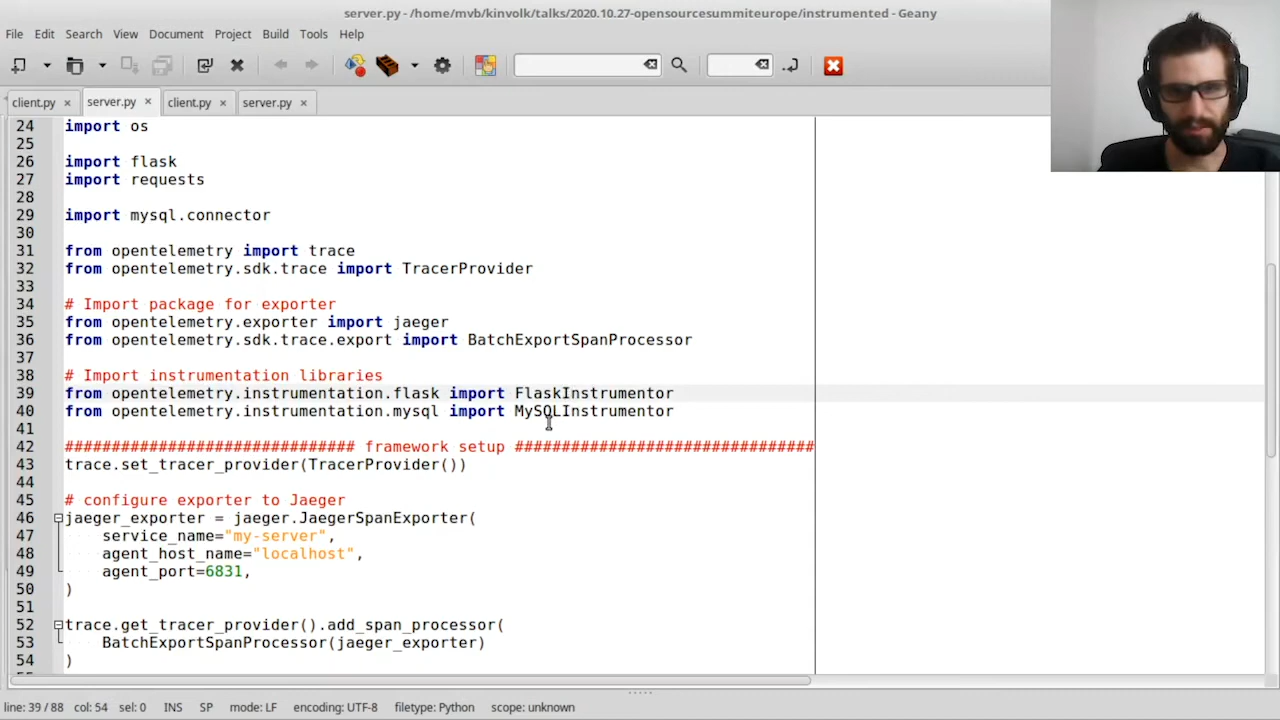 server.py - /home/mvb/kinvolk/talks/2020.10.27-opensourcesummiteurope/instrumented - Geany
File Edit Search View Document Project Build Tools Help
client.py server.py client.py server.py
24 import os
25
26 import flask
27 import requests
28
29 import mysql.connector
30
31 from opentelemetry import trace
32 from opentelemetry.sdk.trace import TracerProvider
33
34 # Import package for exporter
35 from opentelemetry.exporter import jaeger
36 from opentelemetry.sdk.trace.export import BatchExportSpanProcessor
37
38 # Import instrumentation libraries
39 from opentelemetry.instrumentation.flask import FlaskInstrumentor
40 from opentelemetry.instrumentation.mysql import MySQLInstrumentor
41
42 ############################### framework setup ################################
43 trace.set_tracer_provider(TracerProvider())
44
45 # configure exporter to Jaeger
46 jaeger_exporter = jaeger.JaegerSpanExporter(
47 service_name="my-server",
48 agent_host_name="localhost",
49 agent_port=6831,
50 )
51
52 trace.get_tracer_provider().add_span_processor(
53 BatchExportSpanProcessor(jaeger_exporter)
54 )
line: 39 / 88 col: 54 sel: 0 INS SP mode: LF encoding: UTF-8 filetype: Python scope: unknown